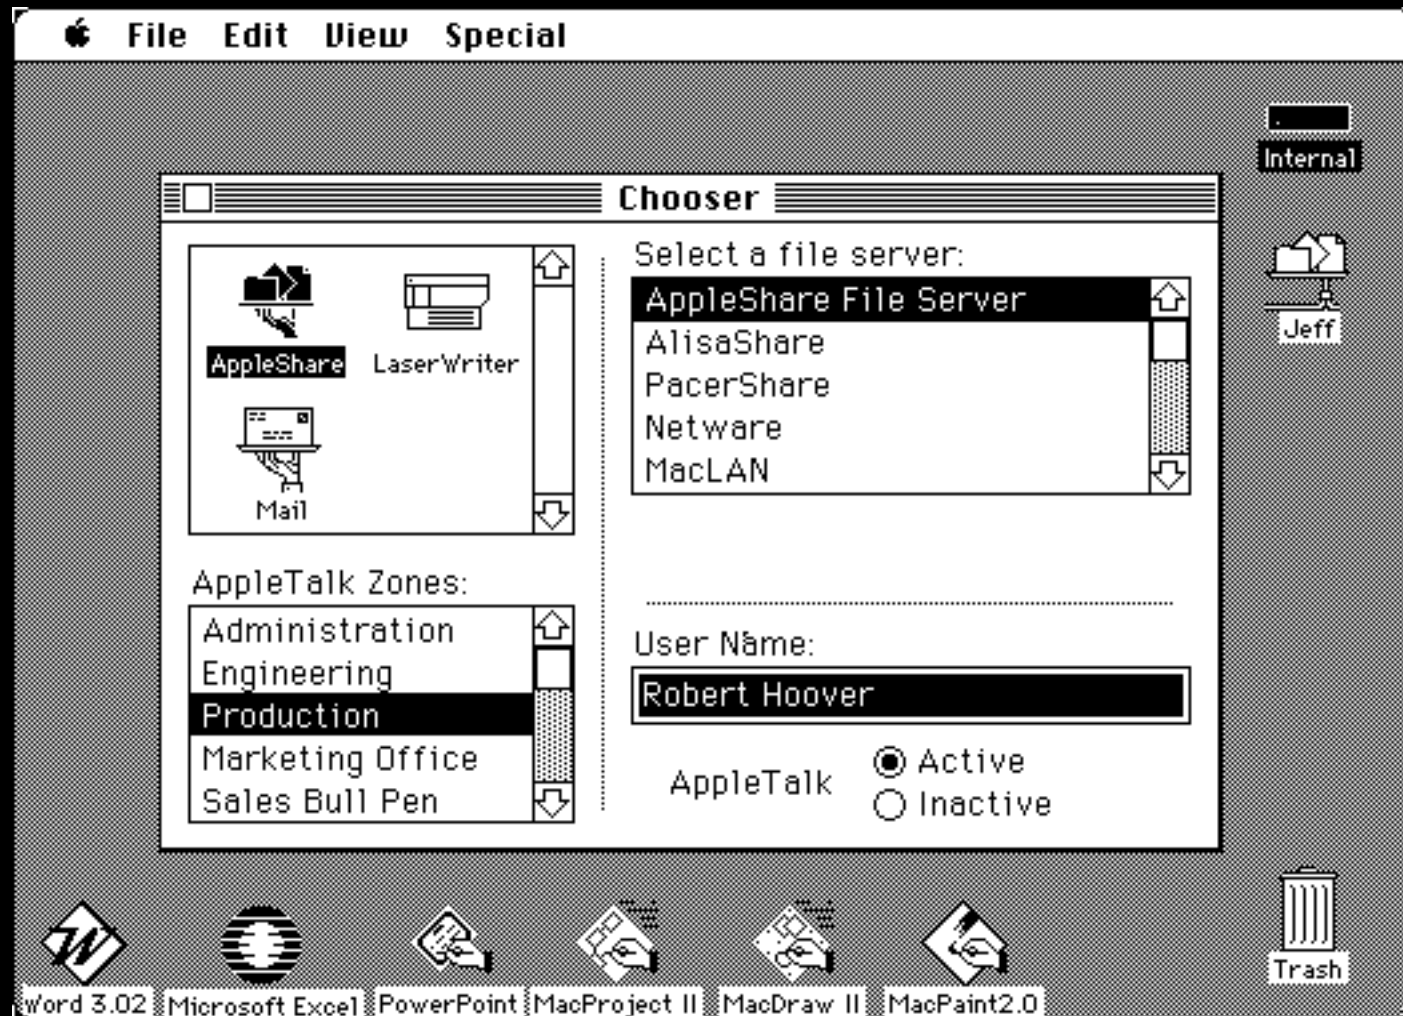 File Edit View Special
Internal
Chooser
Select a file server:
AppleShare File Server
AlisaShare
PacerShare
Netware
MacLAN
AppleShare LaserWriter
Mail
Jeff
AppleTalk Zones:
Administration
Engineering
Production
Marketing Office
Sales Bull Pen
User Name:
Robert Hoover
AppleTalk
Active
Inactive
Trash
Word 3.02 Microsoft Excel PowerPoint MacProject II MacDraw II MacPaint2.0